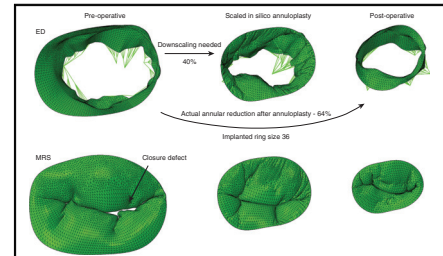 Pre-operative
Scaled in silico annuloplasty
Post-operative
ED
Downscaling needed
40%
Actual annular reduction after annuloplasty - 64%
Implanted ring size 36
MRS
Closure defect